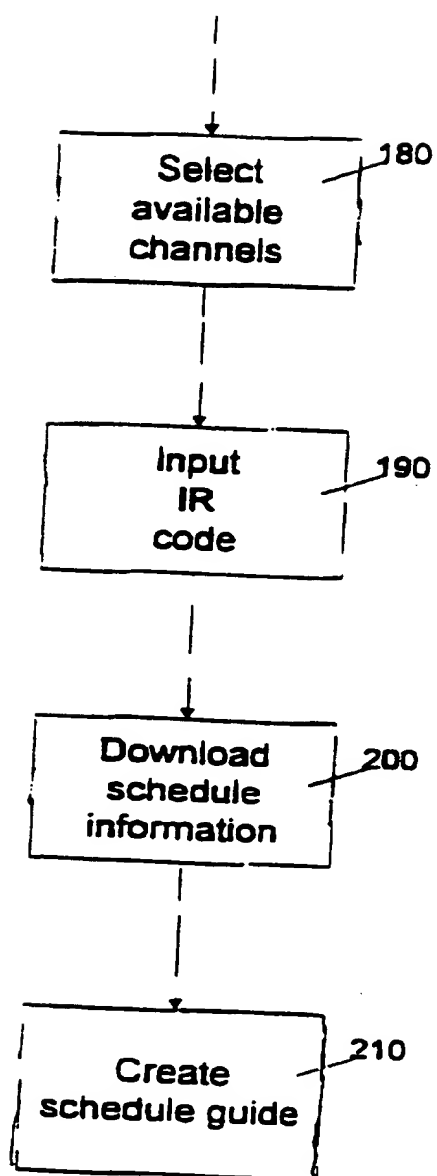 180
Select
available
channels
190
Input
IR
code
200
Download
schedule
information
210
Create
schedule guide